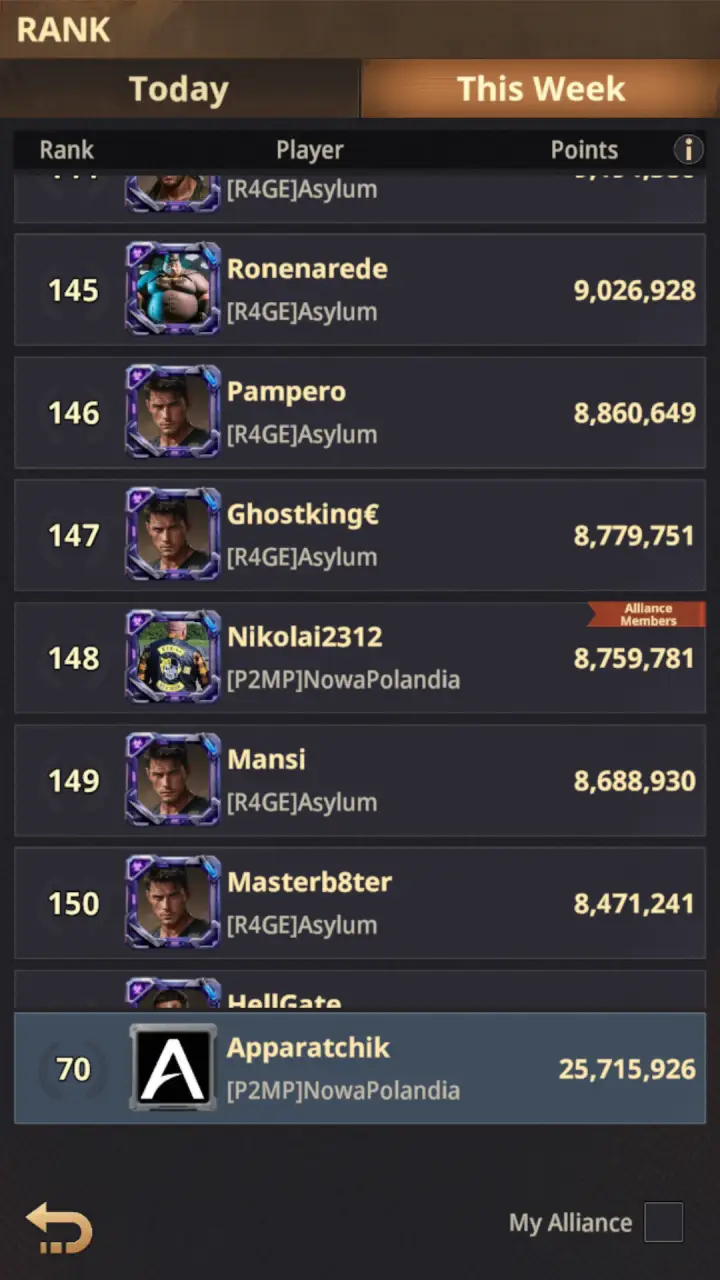 RANK
Today
This Week
Rank
Player
Points
i
[R4GE]Asylum
145
Ronenarede
[R4GE]Asylum
9,026,928
146
Pampero
[R4GE]Asylum
8,860,649
147
Ghostking€
[R4GE]Asylum
8,779,751
148
Nikolai2312
[P2MP]NowaPolandia
Alliance
Members
8,759,781
149
Mansi
[R4GE]Asylum
8,688,930
150
Masterb8ter
[R4GE]Asylum
8,471,241
HellGate
70
A
Apparatchik
[P2MP]NowaPolandia
25,715,926
My Alliance